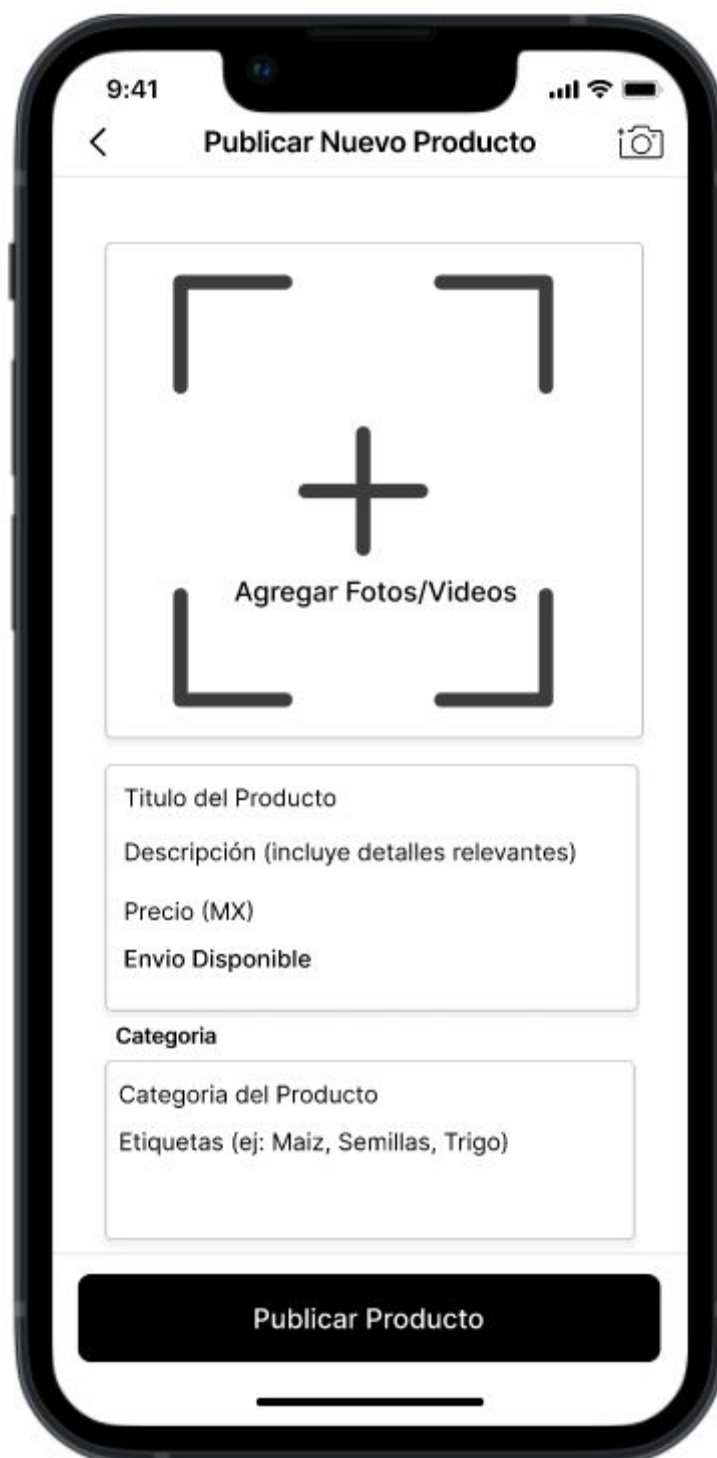 9:41
Publicar Nuevo Producto
Agregar Fotos/Videos
Titulo del Producto
Descripción (incluye detalles relevantes)
Precio (MX)
Envio Disponible
Categoria
Categoria del Producto
Etiquetas (ej: Maiz, Semillas, Trigo)
Publicar Producto